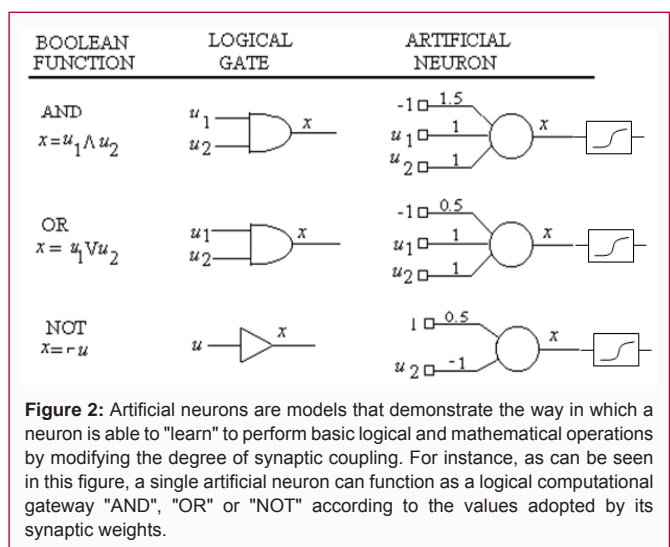 BOOLEAN FUNCTION LOGICAL GATE ARTIFICIAL NEURON
AND
x=u1Λu2
u1
u2
x
-1 1.5
u1 1
u2 1
x
OR
x= u1Vu2
u1
u2
x
-1 0.5
u1 1
u2 1
x
NOT
x=⌐u
u
x
1 0.5
u2 -1
x
Figure 2: Artificial neurons are models that demonstrate the way in which a
neuron is able to "learn" to perform basic logical and mathematical operations
by modifying the degree of synaptic coupling. For instance, as can be seen
in this figure, a single artificial neuron can function as a logical computational
gateway "AND", "OR" or "NOT" according to the values adopted by its
synaptic weights.